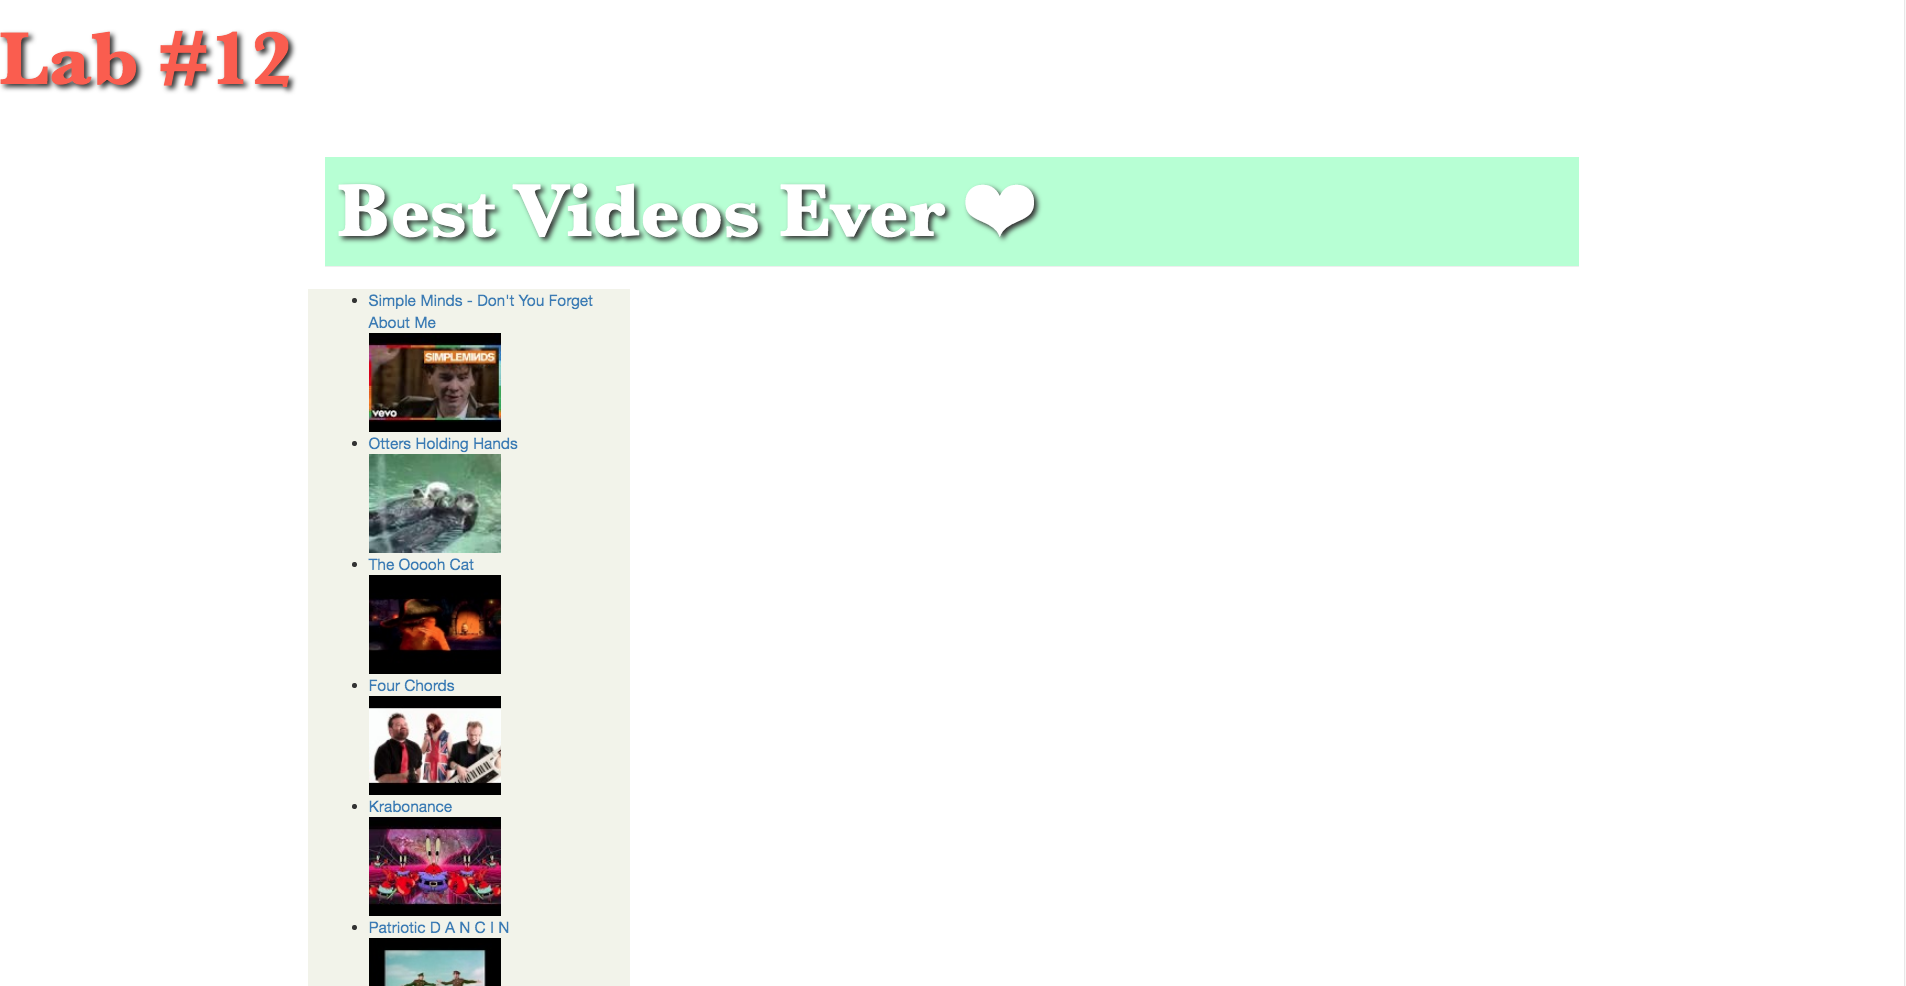 Lab #12
Best Videos Ever ❤
Simple Minds - Don't You Forget
About Me
SIMPLEMINDS
vevo
Otters Holding Hands
The Ooooh Cat
Four Chords
Krabonance
Patriotic D A N C I N